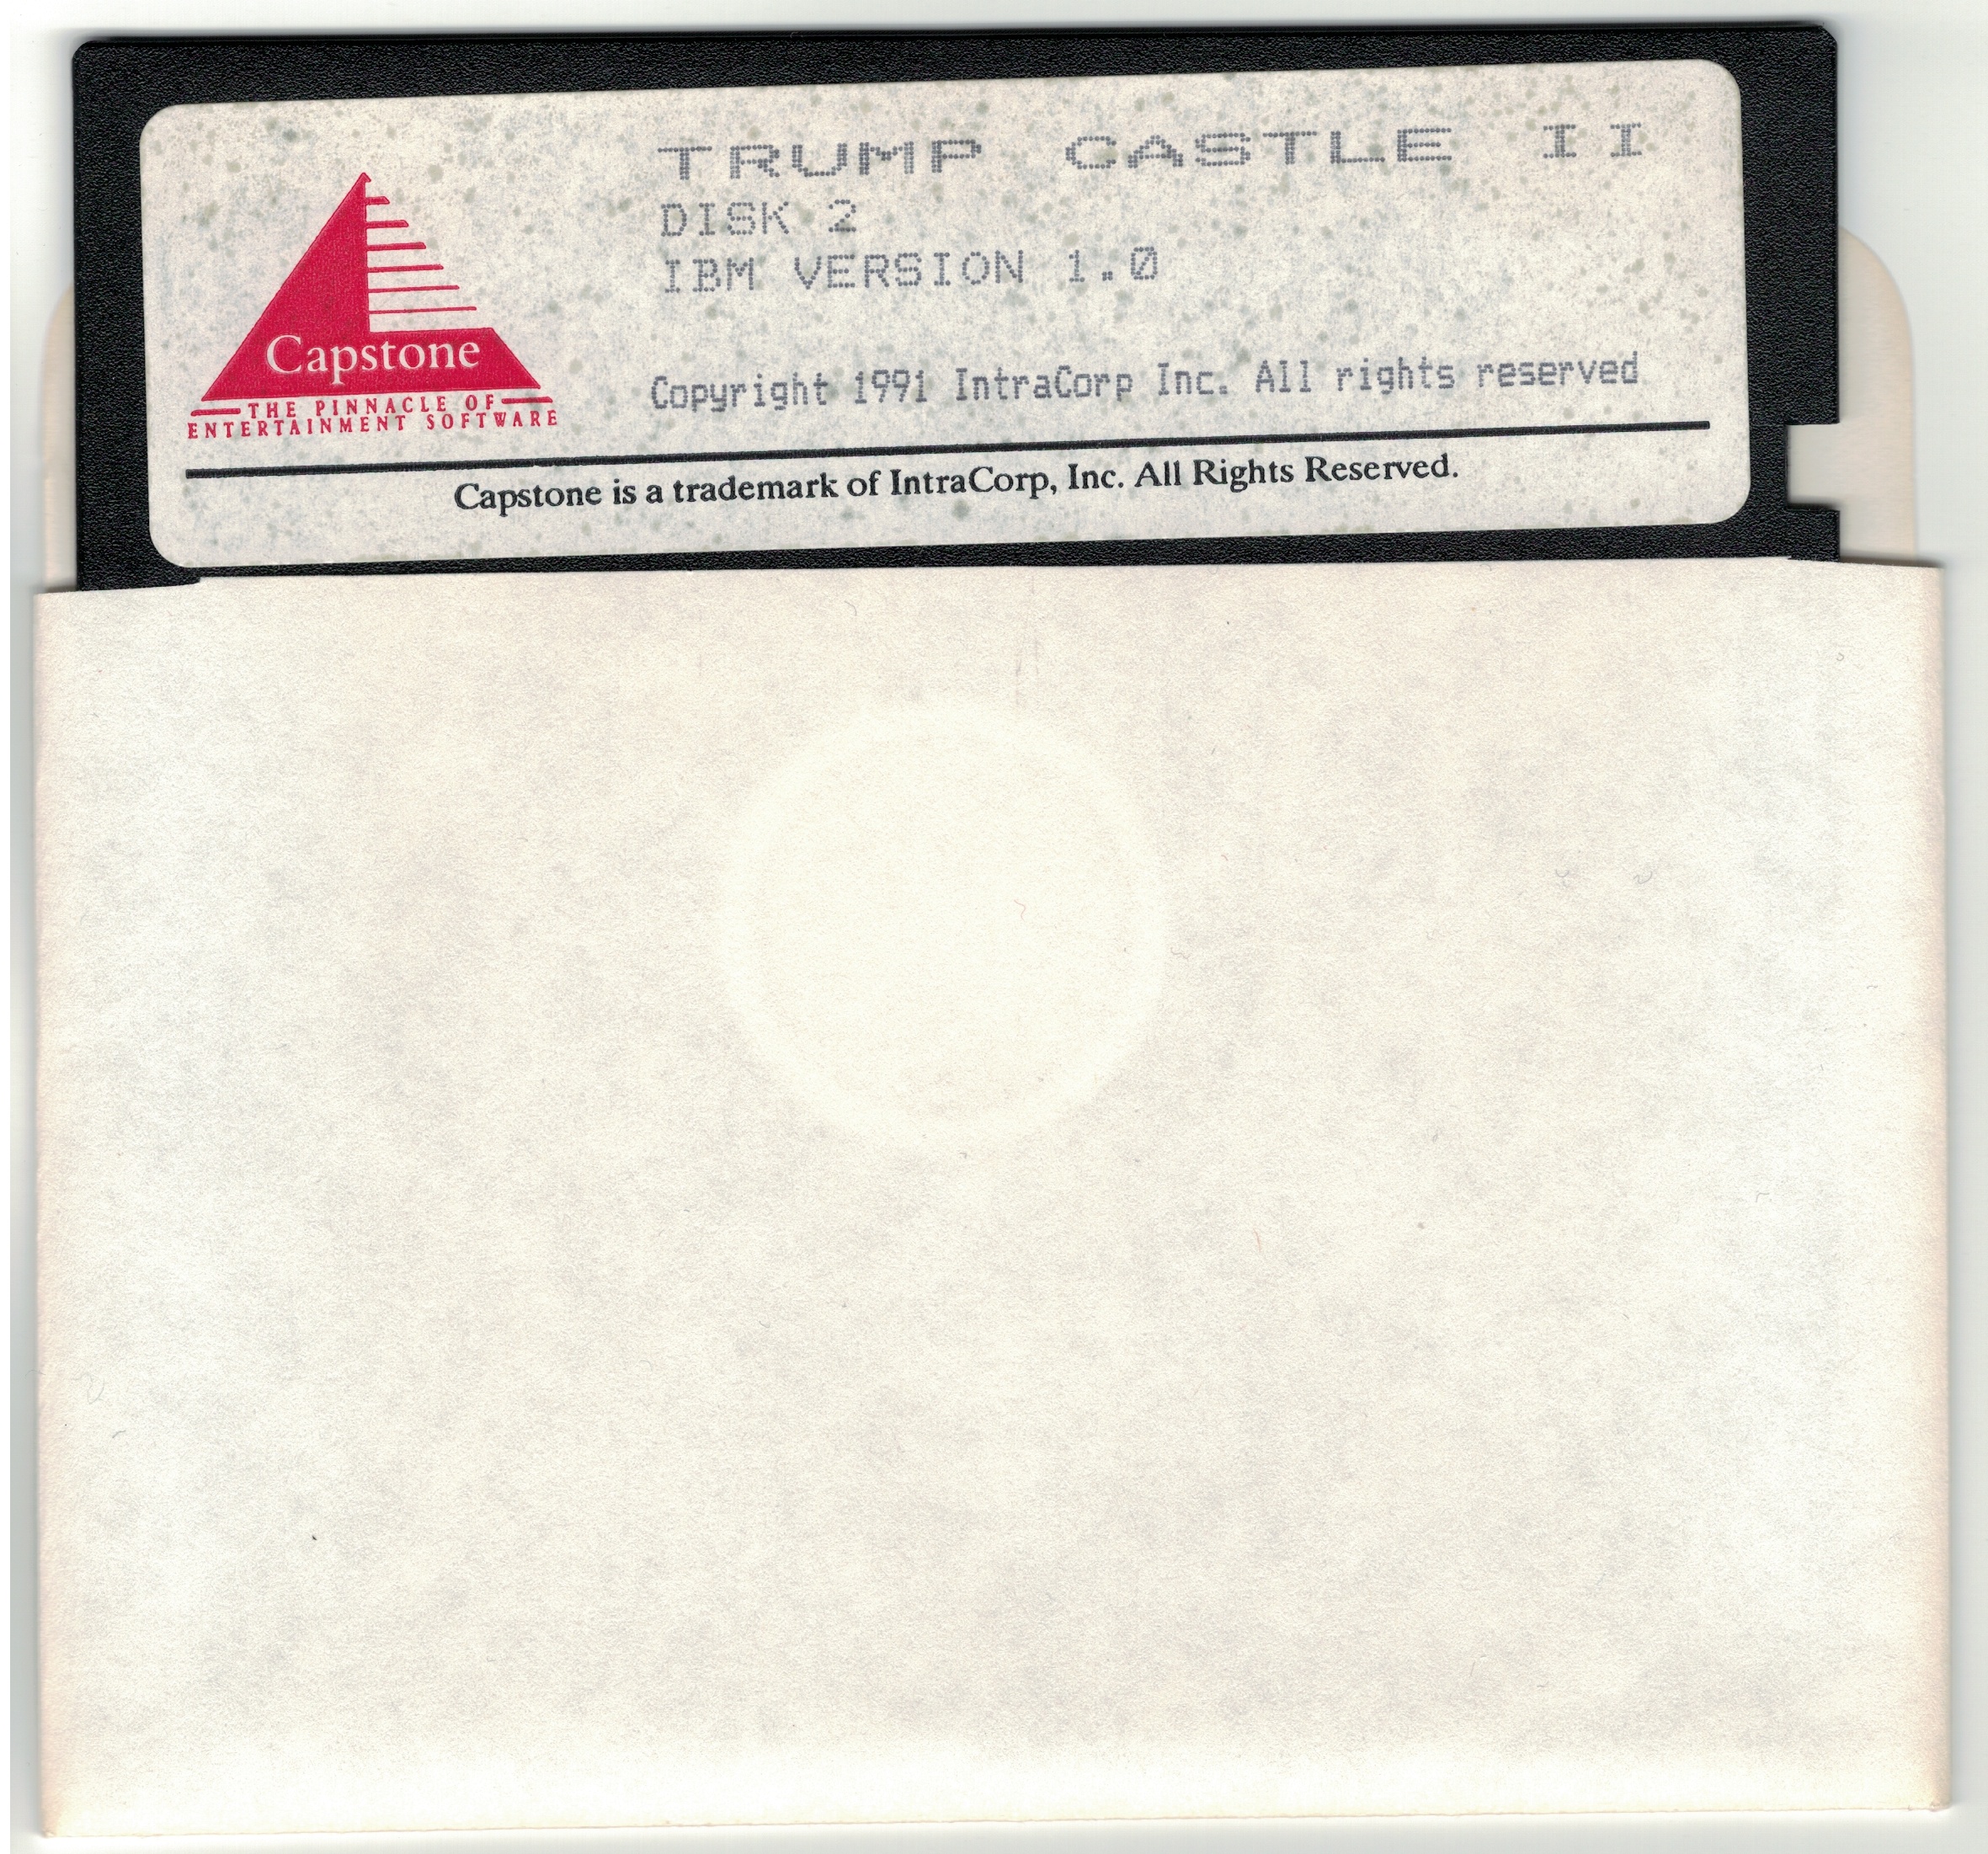 TRUMP CASTLE II
DISK 2
IBM VERSION 1.0
Capstone
THE PINNACLE OF
ENTERTAINMENT SOFTWARE
Copyright 1991 IntraCorp Inc. All rights reserved
Capstone is a trademark of IntraCorp, Inc. All Rights Reserved.